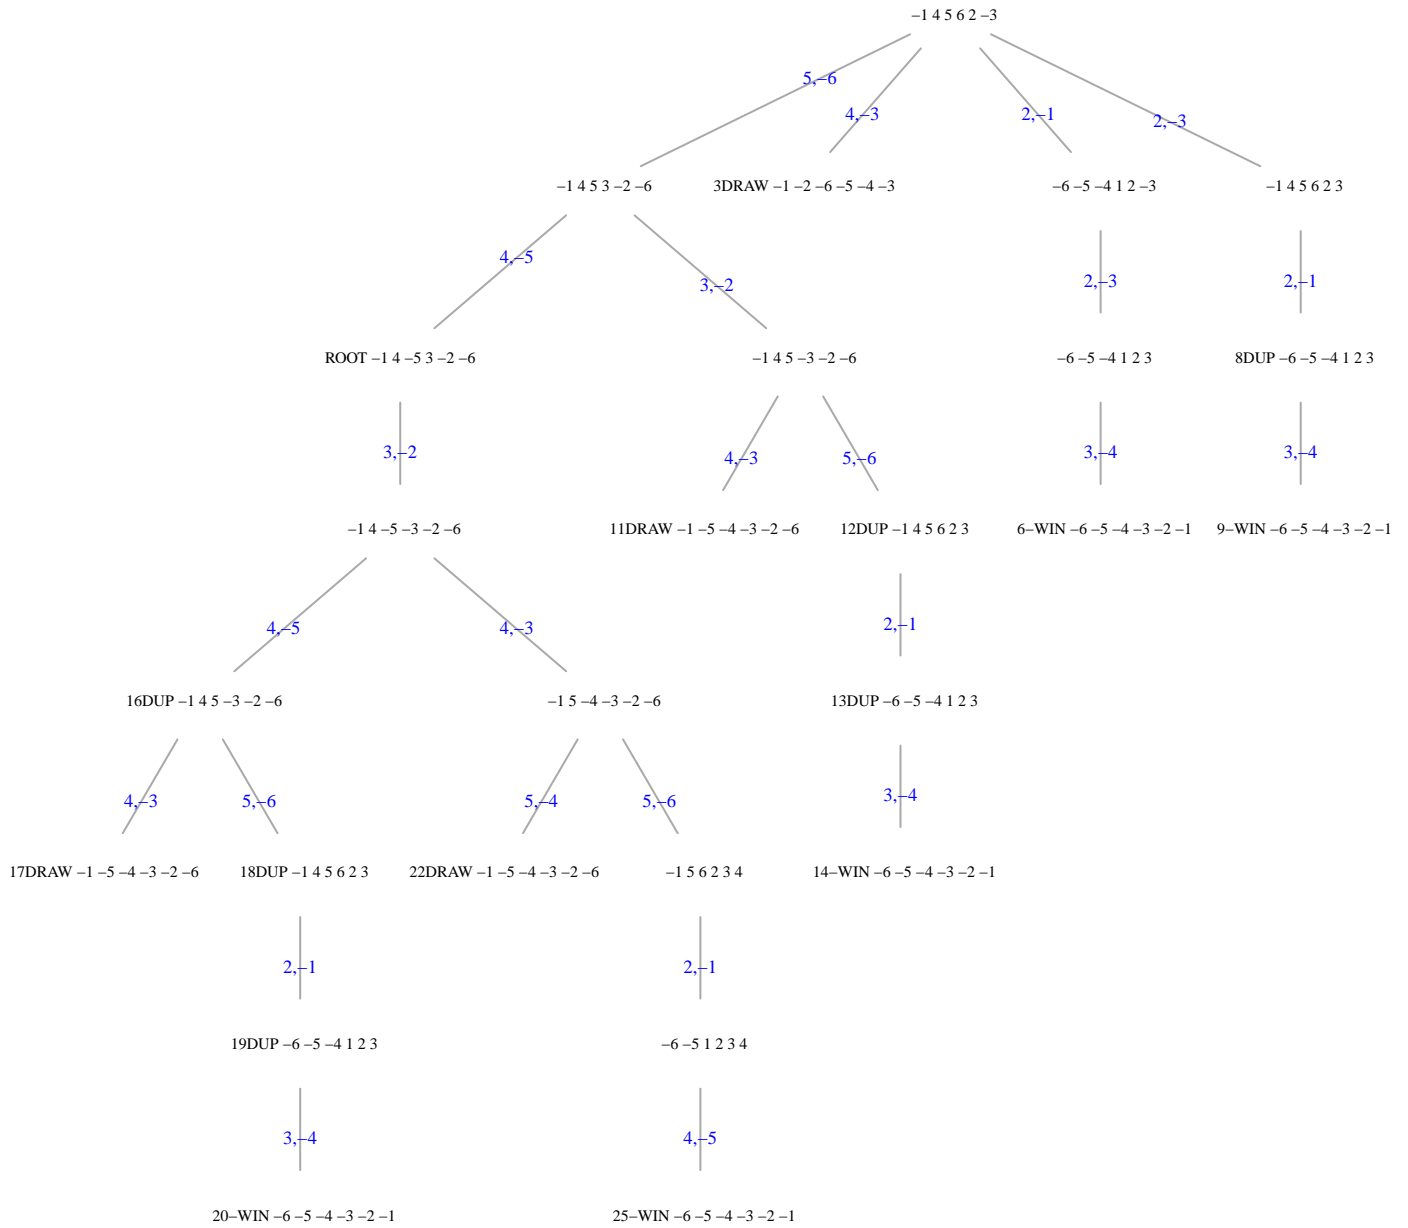 –1 4 5 6 2 –3
5,–6
4,–3
2,–1
2,–3
–1 4 5 3 –2 –6
3DRAW –1 –2 –6 –5 –4 –3
–6 –5 –4 1 2 –3
–1 4 5 6 2 3
4,–5
3,–2
2,–3
2,–1
ROOT –1 4 –5 3 –2 –6
–1 4 5 –3 –2 –6
–6 –5 –4 1 2 3
8DUP –6 –5 –4 1 2 3
3,–2
4,–3
5,–6
3,–4
3,–4
–1 4 –5 –3 –2 –6
11DRAW –1 –5 –4 –3 –2 –6
12DUP –1 4 5 6 2 3
6–WIN –6 –5 –4 –3 –2 –1
9–WIN –6 –5 –4 –3 –2 –1
4,–5
4,–3
2,–1
16DUP –1 4 5 –3 –2 –6
–1 5 –4 –3 –2 –6
13DUP –6 –5 –4 1 2 3
4,–3
5,–6
5,–4
5,–6
3,–4
17DRAW –1 –5 –4 –3 –2 –6
18DUP –1 4 5 6 2 3
22DRAW –1 –5 –4 –3 –2 –6
–1 5 6 2 3 4
14–WIN –6 –5 –4 –3 –2 –1
2,–1
2,–1
19DUP –6 –5 –4 1 2 3
–6 –5 1 2 3 4
3,–4
4,–5
20–WIN –6 –5 –4 –3 –2 –1
25–WIN –6 –5 –4 –3 –2 –1